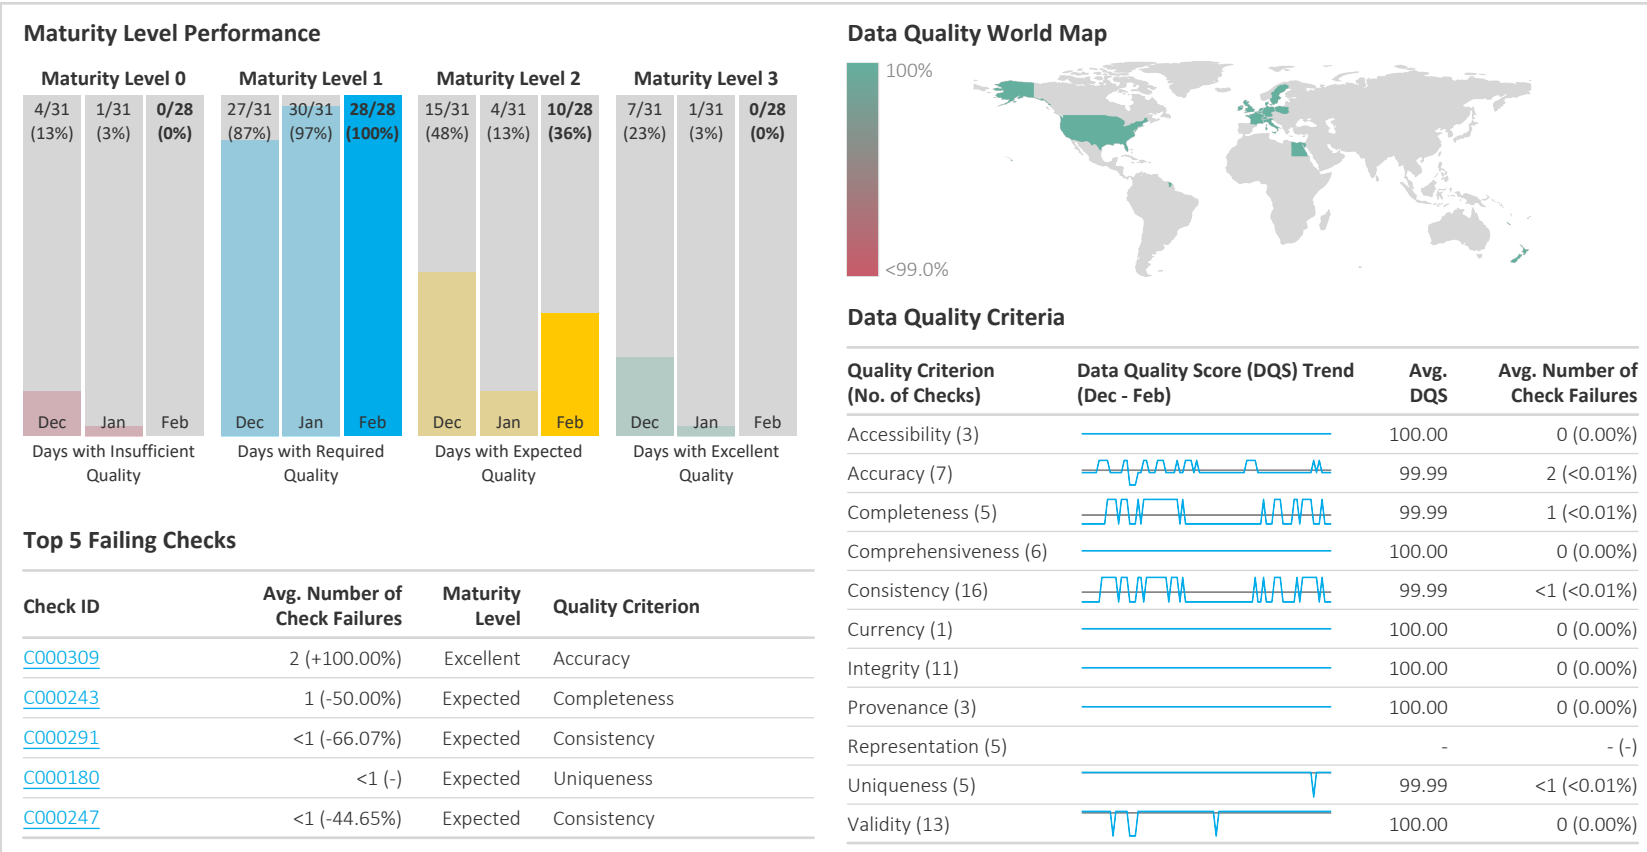 Maturity Level Performance
Maturity Level 0
4/31 1/31 0/28
(13%) (3%) (0%)
Dec Jan Feb
Days with Insufficient
Quality
Maturity Level 1
27/31 30/31 28/28
(87%) (97%) (100%)
Dec Jan Feb
Days with Required
Quality
Maturity Level 2
15/31 4/31 10/28
(48%) (13%) (36%)
Dec Jan Feb
Days with Expected
Quality
Maturity Level 3
7/31 1/31 0/28
(23%) (3%) (0%)
Dec Jan Feb
Days with Excellent
Quality
Top 5 Failing Checks
Check ID Avg. Number of Check Failures Maturity Level Quality Criterion
C000309 2 (+100.00%) Excellent Accuracy
C000243 1 (-50.00%) Expected Completeness
C000291 <1 (-66.07%) Expected Consistency
C000180 <1 (-) Expected Uniqueness
C000247 <1 (-44.65%) Expected Consistency
Data Quality World Map
100%
<99.0%
Data Quality Criteria
Quality Criterion Data Quality Score (DQS) Trend Avg. Avg. Number of
(No. of Checks) (Dec - Feb) DQS Check Failures
Accessibility (3) 100.00 0 (0.00%)
Accuracy (7) 99.99 2 (<0.01%)
Completeness (5) 99.99 1 (<0.01%)
Comprehensiveness (6) 100.00 0 (0.00%)
Consistency (16) 99.99 <1 (<0.01%)
Currency (1) 100.00 0 (0.00%)
Integrity (11) 100.00 0 (0.00%)
Provenance (3) 100.00 0 (0.00%)
Representation (5) - - (-)
Uniqueness (5) 99.99 <1 (<0.01%)
Validity (13) 100.00 0 (0.00%)